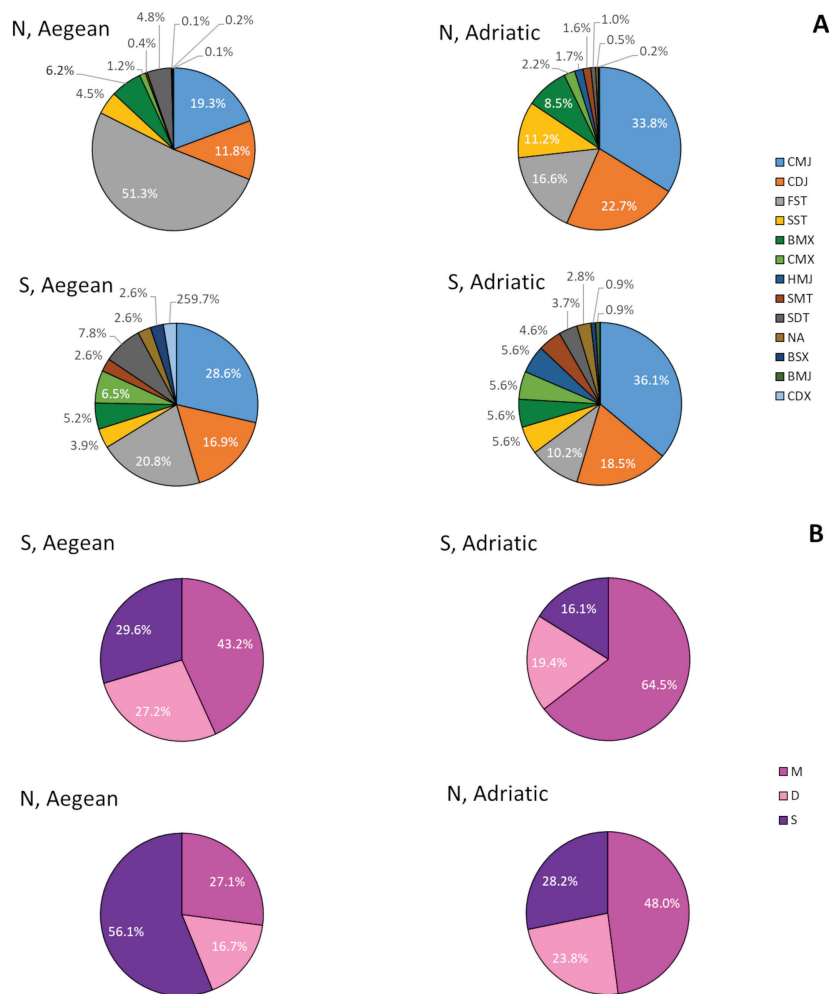 N, Aegean
4.8%
0.1%
0.2%
0.4%
0.1%
1.2%
6.2%
4.5%
19.3%
11.8%
51.3%
N, Adriatic
A
1.6%
1.0%
0.5%
1.7%
0.2%
2.2%
8.5%
11.2%
16.6%
33.8%
22.7%
CMJ
CDJ
FST
SST
BMX
CMX
HMJ
SMT
SDT
NA
BSX
BMJ
CDX
S, Aegean
2.6%
259.7%
2.6%
7.8%
2.6%
6.5%
5.2%
3.9%
28.6%
16.9%
20.8%
S, Adriatic
2.8%
0.9%
3.7%
0.9%
4.6%
5.6%
5.6%
5.6%
5.6%
36.1%
10.2%
18.5%
S, Aegean
29.6%
43.2%
27.2%
S, Adriatic
B
16.1%
19.4%
64.5%
M
D
S
N, Aegean
27.1%
56.1%
16.7%
N, Adriatic
28.2%
48.0%
23.8%